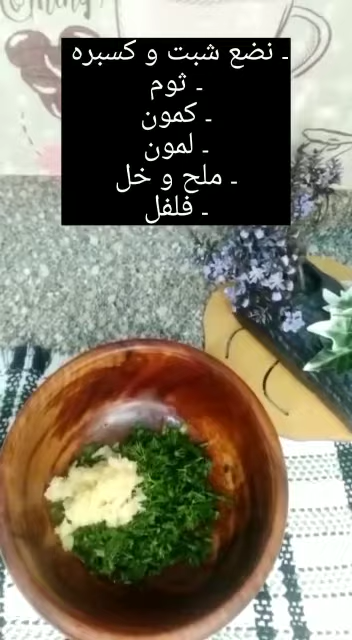 ـ نضع شبت و كسبره
ـ ثوم
ـ كمون
ـ لمون
ـ ملح و خل
ـ فلفل